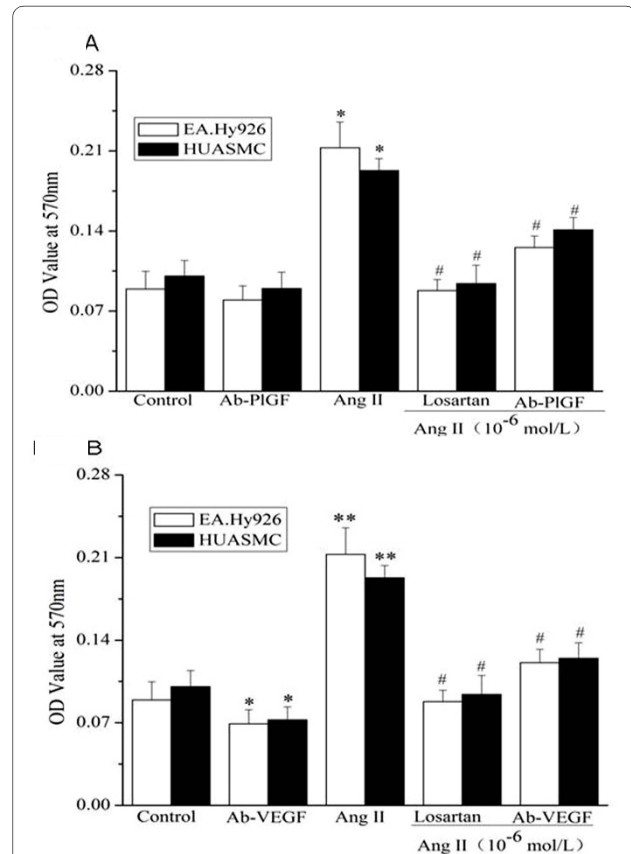 A
0.28
0.21
0.14
0.07
0.00
OD Value at 570nm
EA.Hy926
HUASMC
*
*
#
#
#
#
Control Ab-PlGF Ang II Losartan Ab-PlGF
Ang II（10-6 mol/L）
B
0.28
0.21
0.14
0.07
0.00
OD Value at 570nm
EA.Hy926
HUASMC
*
*
**
**
#
#
#
#
Control Ab-VEGF Ang II Losartan Ab-VEGF
Ang II（10-6 mol/L）